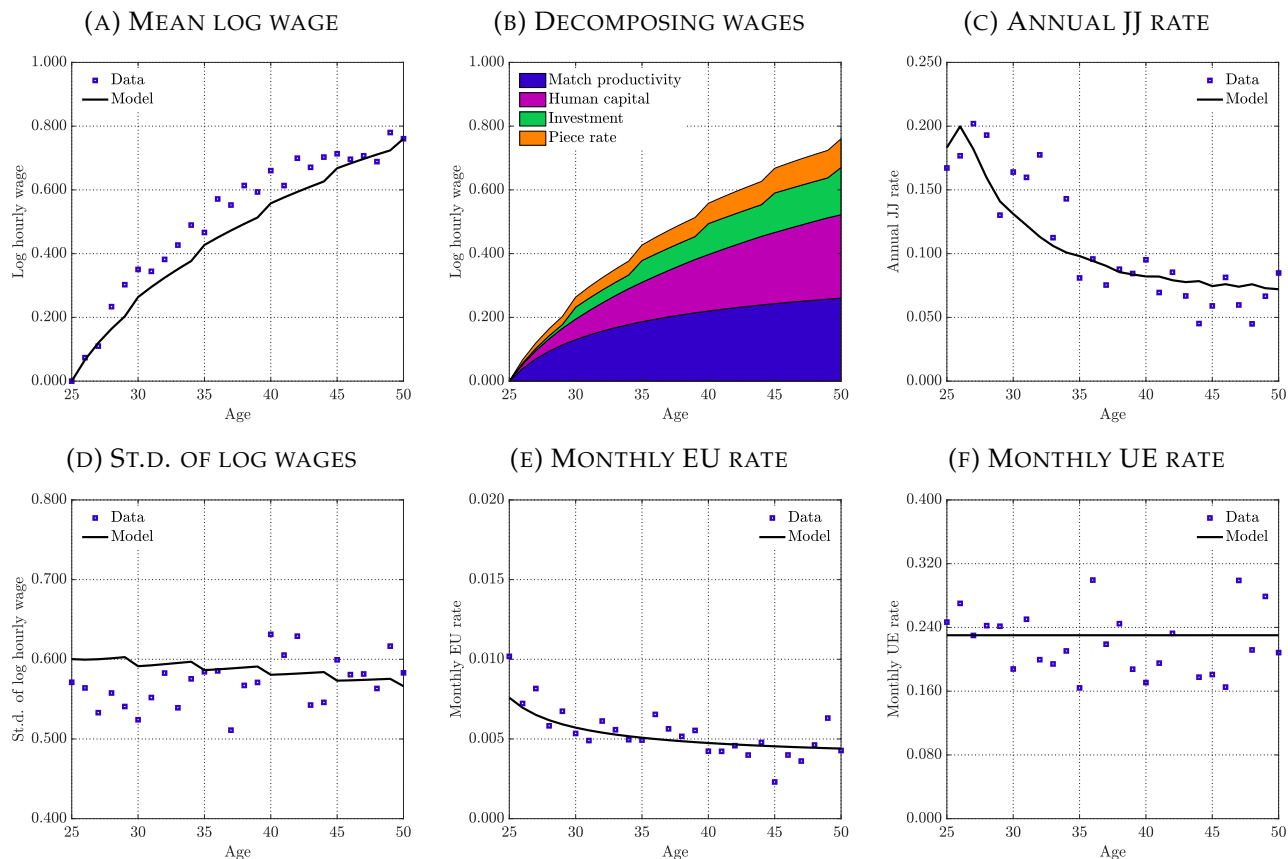 (A) MEAN LOG WAGE
1.000
0.800
0.600
0.400
0.200
0.000
Log hourly wage
Data
Model
25 30 35 40 45 50
Age
(B) DECOMPOSING WAGES
1.000
0.800
0.600
0.400
0.200
0.000
Log hourly wage
Match productivity
Human capital
Investment
Piece rate
25 30 35 40 45 50
Age
(C) ANNUAL JJ RATE
0.250
0.200
0.150
0.100
0.050
0.000
Annual JJ rate
Data
Model
25 30 35 40 45 50
Age
(D) ST.D. OF LOG WAGES
0.800
0.700
0.600
0.500
0.400
St.d. of log hourly wage
Data
Model
25 30 35 40 45 50
Age
(E) MONTHLY EU RATE
0.020
0.015
0.010
0.005
0.000
Monthly EU rate
Data
Model
25 30 35 40 45 50
Age
(F) MONTHLY UE RATE
0.400
0.320
0.240
0.160
0.080
0.000
Monthly UE rate
Data
Model
25 30 35 40 45 50
Age